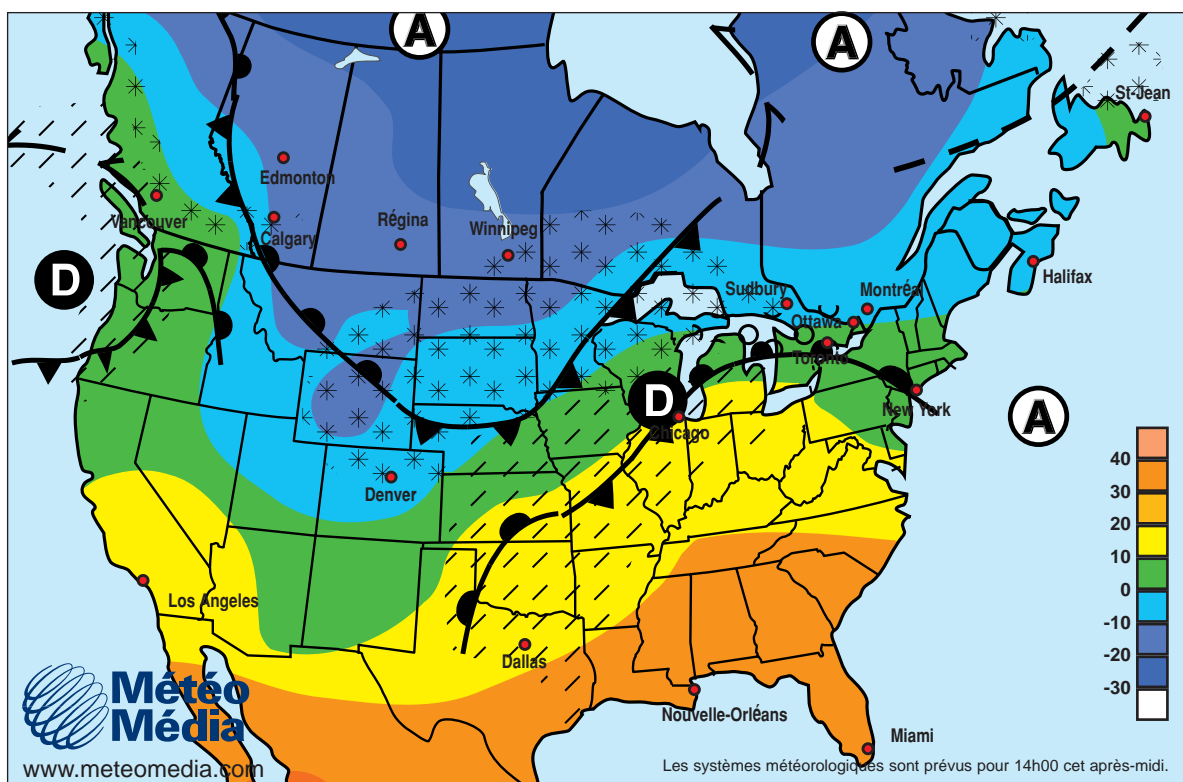 A
A
St-Jean
Edmonton
Vancouver
Calgary
Régina
Winnipeg
D
Halifax
Sudbury
Montréal
Ottawa
Toronto
D
New York
A
Chicago
40
Denver
30
20
10
Los Angeles
0
-10
Dallas
-20
Météo
-30
Média
Nouvelle-Orléans
Miami
www.meteomedia.com
Les systèmes météorologiques sont prévus pour 14h00 cet après-midi.